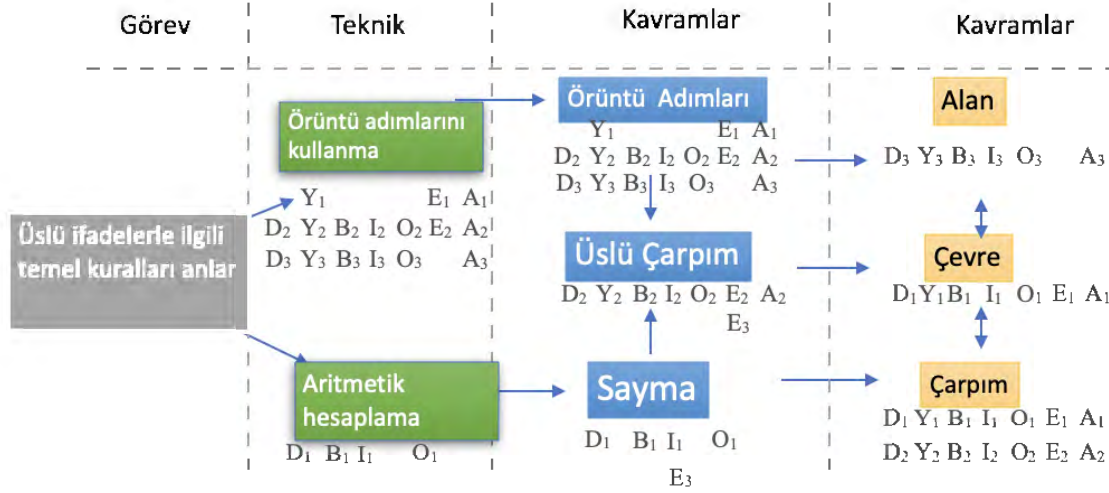 Görev
Teknik
Kavramlar
Kavramlar
Örüntü adımlarını
kullanma
Y₁ E₁ A₁
D₂ Y₂ B₂ I₂ O₂ E₂ A₂
D₃ Y₃ B₃ I₃ O₃ A₃
Üslü ifadelerle ilgili
temel kuralları anlar
Aritmetik
hesaplama
D₁ B₁ I₁ O₁
Örüntü Adımları
Y₁ E₁ A₁
D₂ Y₂ B₂ I₂ O₂ E₂ A₂
D₃ Y₃ B₃ I₃ O₃ A₃
Üslü Çarpım
D₂ Y₂ B₂ I₂ O₂ E₂ A₂
E₃
Sayma
D₁ B₁ I₁ O₁
E₃
Alan
D₃ Y₃ B₃ I₃ O₃ A₃
Çevre
D₁ Y₁ B₁ I₁ O₁ E₁ A₁
Çarpım
D₁ Y₁ B₁ I₁ O₁ E₁ A₁
D₂ Y₂ B₂ I₂ O₂ E₂ A₂